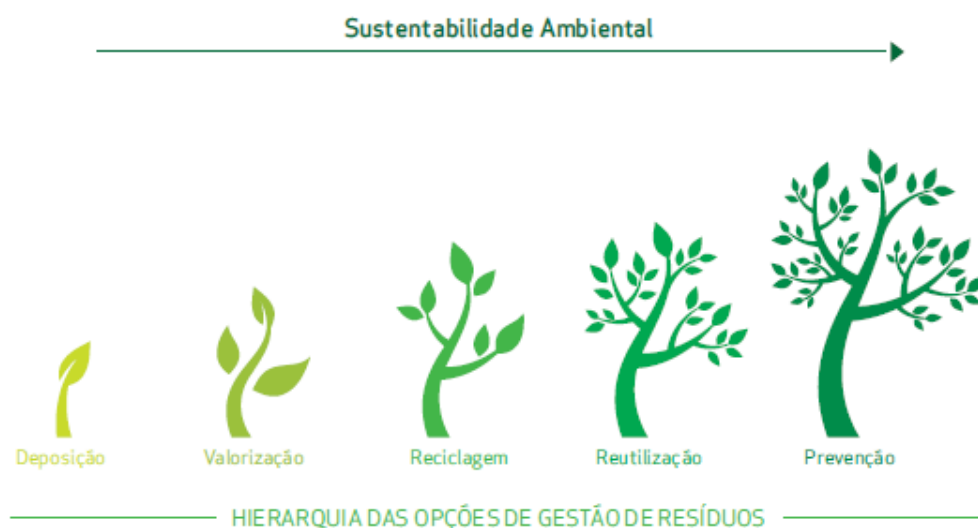 Sustentabilidade Ambiental
Deposição
Valorização
Reciclagem
Reutilização
Prevenção
HIERARQUIA DAS OPÇÕES DE GESTÃO DE RESÍDUOS